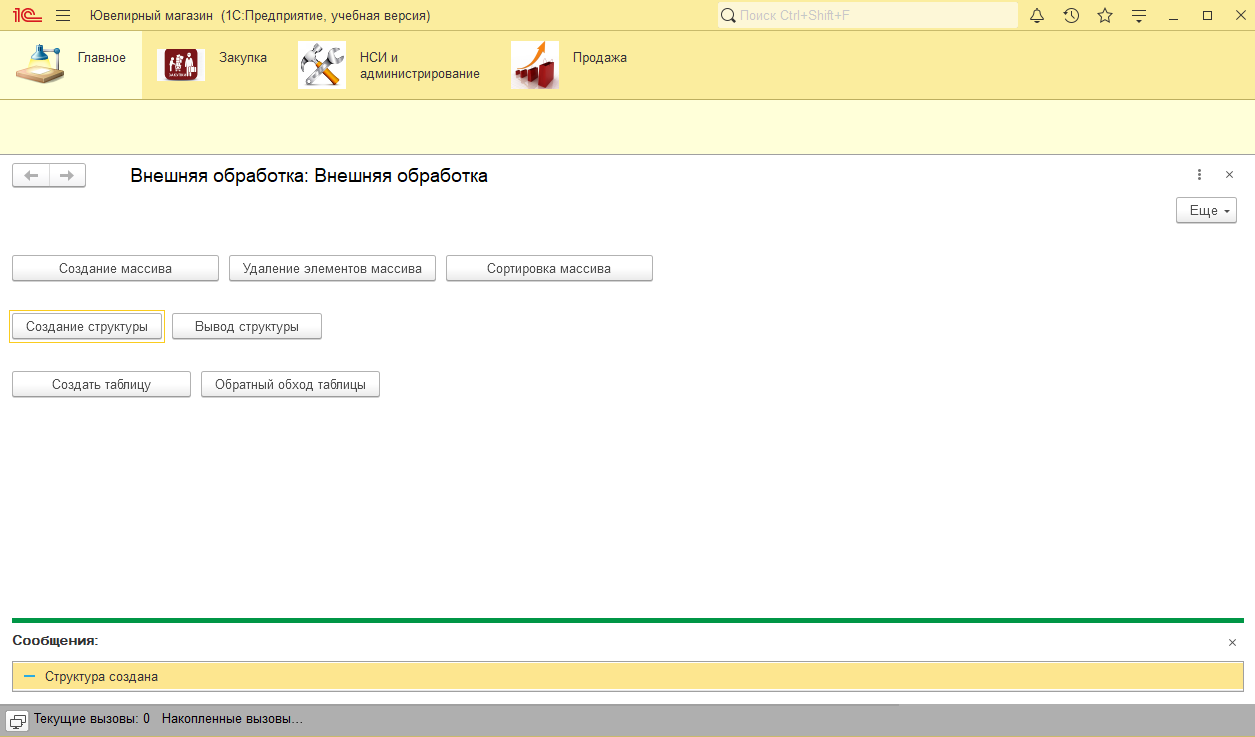 1С Ювелирный магазин (1С:Предприятие, учебная версия) Поиск Ctrl+Shift+F
Главное
ЗАКУПКИ
Закупка
НСИ и
администрирование
Продажа
Внешняя обработка: Внешняя обработка
Еще
Создание массива Удаление элементов массива Сортировка массива
Создание структуры Вывод структуры
Создать таблицу Обратный обход таблицы
Сообщения:
Структура создана
Текущие вызовы: 0 Накопленные вызовы...